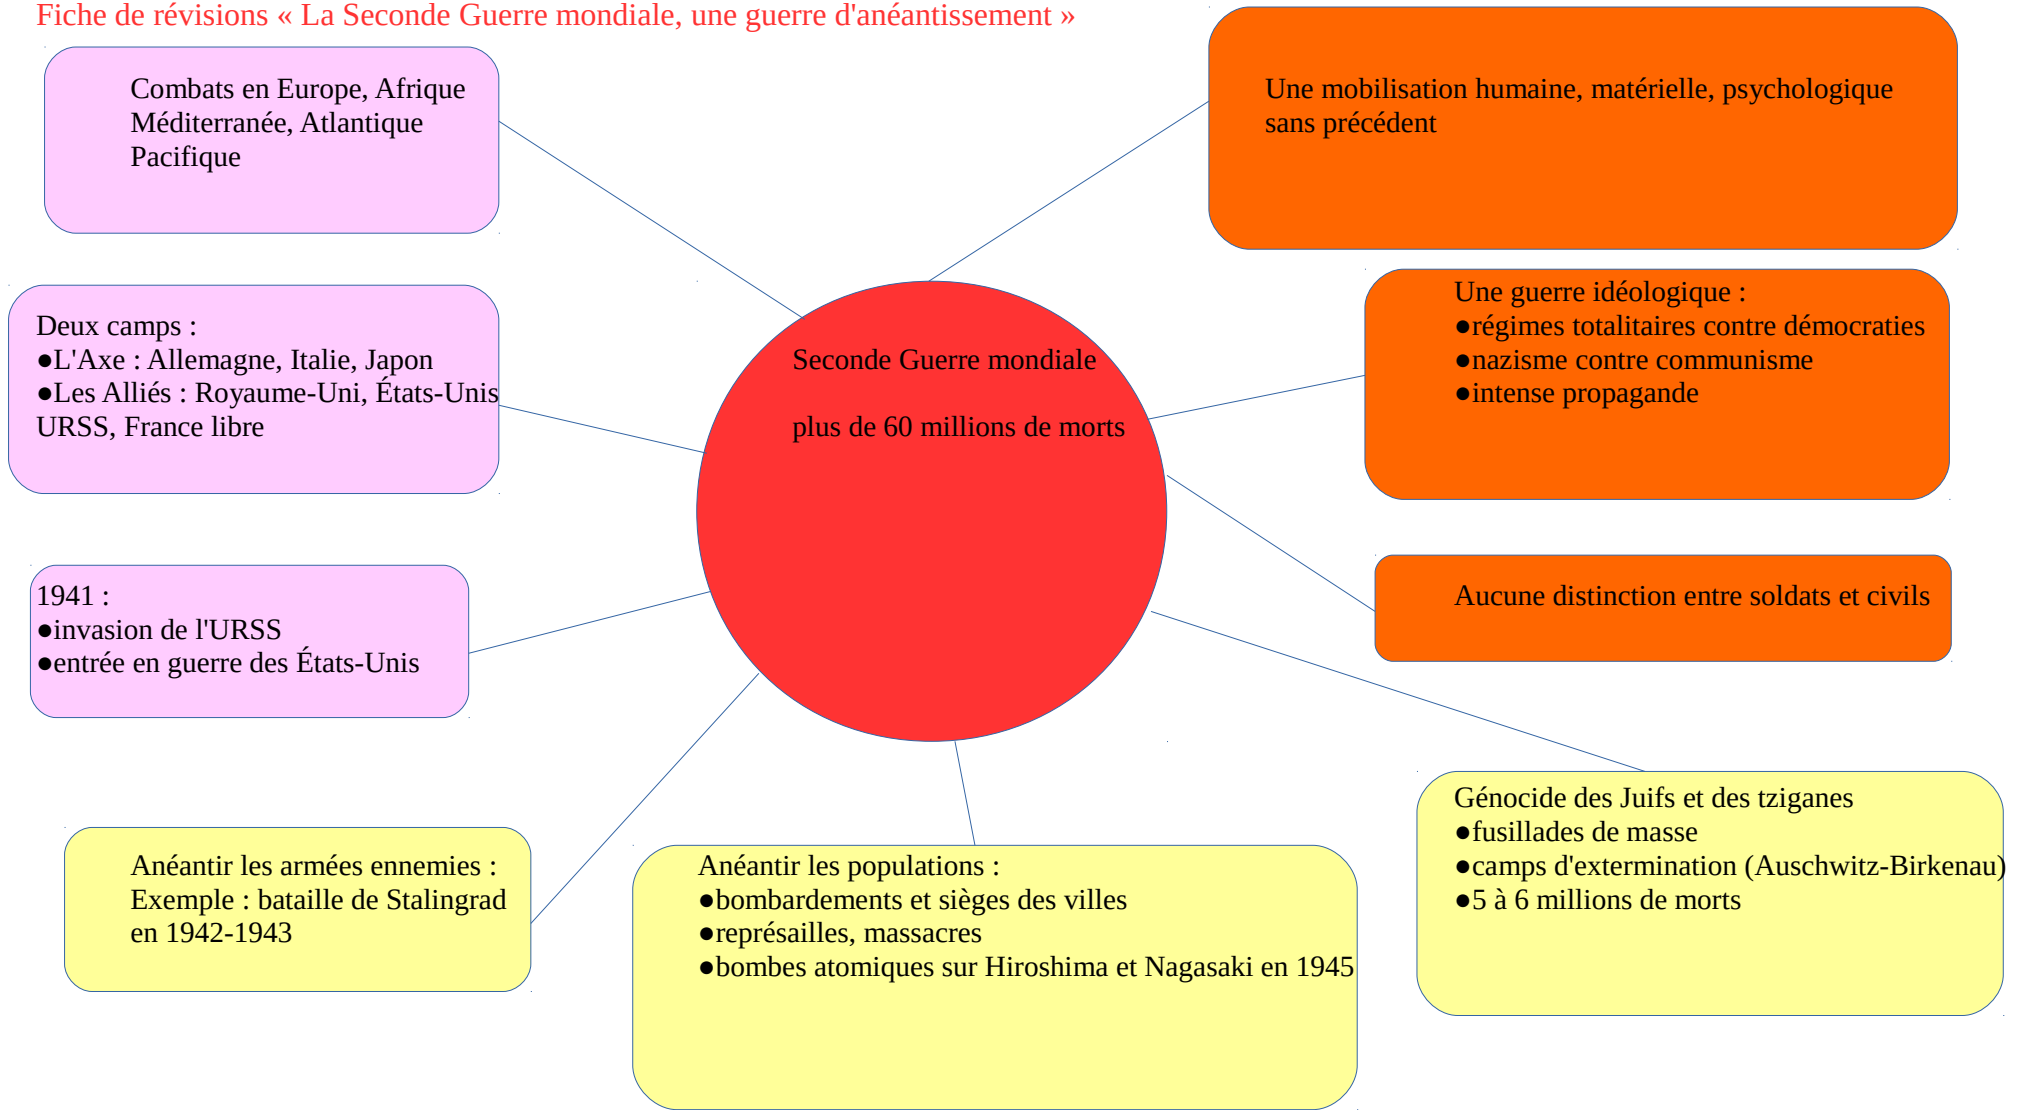 Fiche de révisions « La Seconde Guerre mondiale, une guerre d'anéantissement »
Combats en Europe, Afrique
Méditerranée, Atlantique
Pacifique
Une mobilisation humaine, matérielle, psychologique
sans précédent
Deux camps :
●L'Axe : Allemagne, Italie, Japon
●Les Alliés : Royaume-Uni, États-Unis
URSS, France libre
Seconde Guerre mondiale
plus de 60 millions de morts
Une guerre idéologique :
●régimes totalitaires contre démocraties
●nazisme contre communisme
●intense propagande
1941 :
●invasion de l'URSS
●entrée en guerre des États-Unis
Aucune distinction entre soldats et civils
Anéantir les armées ennemies :
Exemple : bataille de Stalingrad
en 1942-1943
Anéantir les populations :
●bombardements et sièges des villes
●représailles, massacres
●bombes atomiques sur Hiroshima et Nagasaki en 1945
Génocide des Juifs et des tziganes
●fusillades de masse
●camps d'extermination (Auschwitz-Birkenau)
●5 à 6 millions de morts